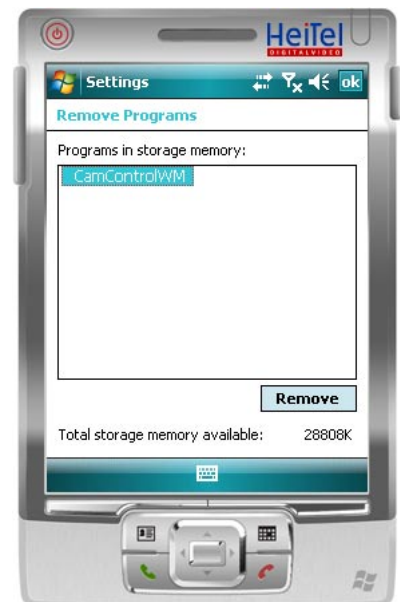 HeiTel
DIGITALVIDEO
Settings
ok
Remove Programs
Programs in storage memory:
CamControlWM
Remove
Total storage memory available: 28808K